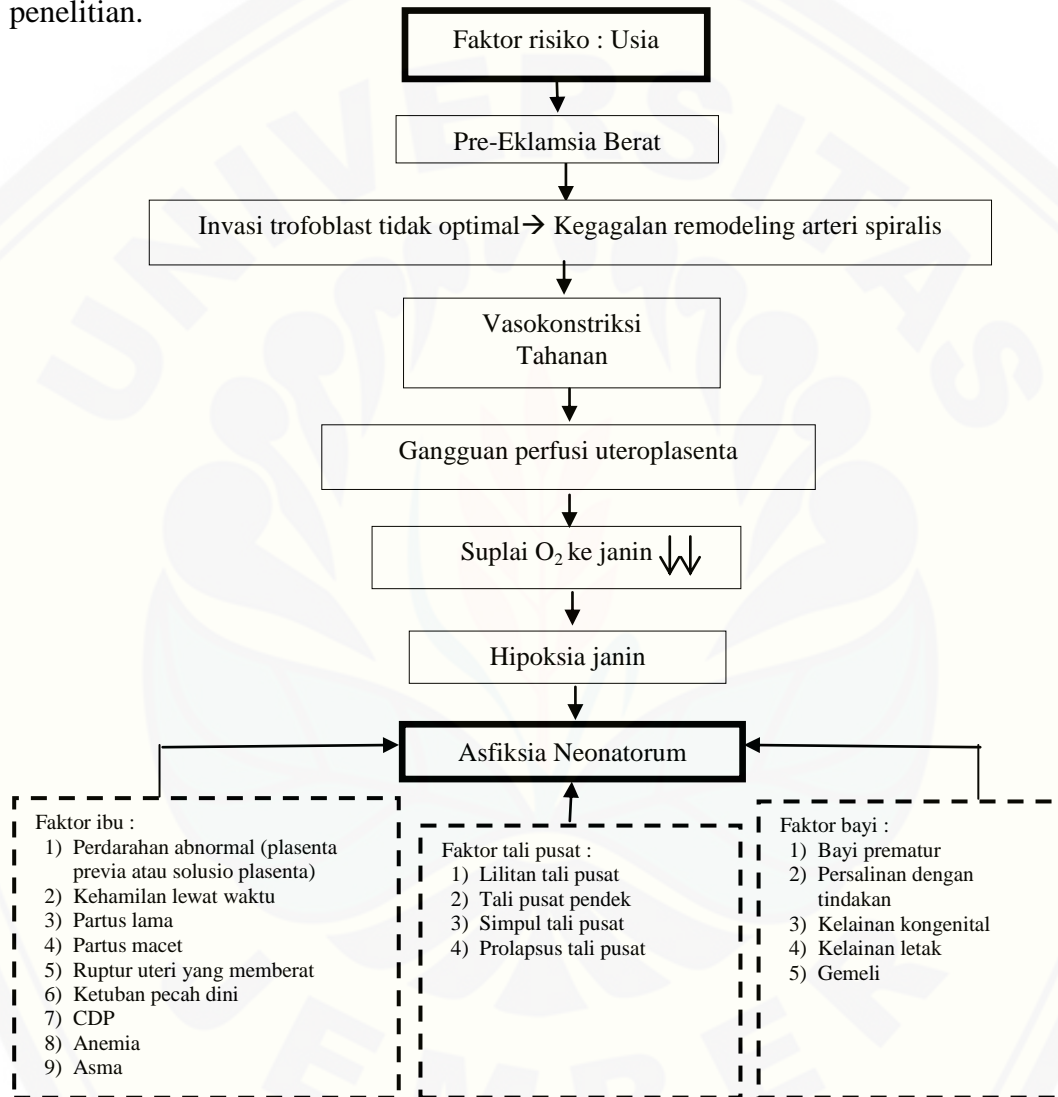 penelitian.
Faktor risiko : Usia
Pre-Eklamsia Berat
Invasi trofoblast tidak optimal→ Kegagalan remodeling arteri spiralis
Vasokonstriksi
Tahanan
Gangguan perfusi uteroplasenta
Suplai O₂ ke janin ↓↓
Hipoksia janin
Asfiksia Neonatorum
Faktor ibu :
1) Perdarahan abnormal (plasenta
previa atau solusio plasenta)
2) Kehamilan lewat waktu
3) Partus lama
4) Partus macet
5) Ruptur uteri yang memberat
6) Ketuban pecah dini
7) CDP
8) Anemia
9) Asma
Faktor tali pusat :
1) Lilitan tali pusat
2) Tali pusat pendek
3) Simpul tali pusat
4) Prolapsus tali pusat
Faktor bayi :
1) Bayi prematur
2) Persalinan dengan
tindakan
3) Kelainan kongenital
4) Kelainan letak
5) Gemeli
UNIVERSITAS
JEMBER